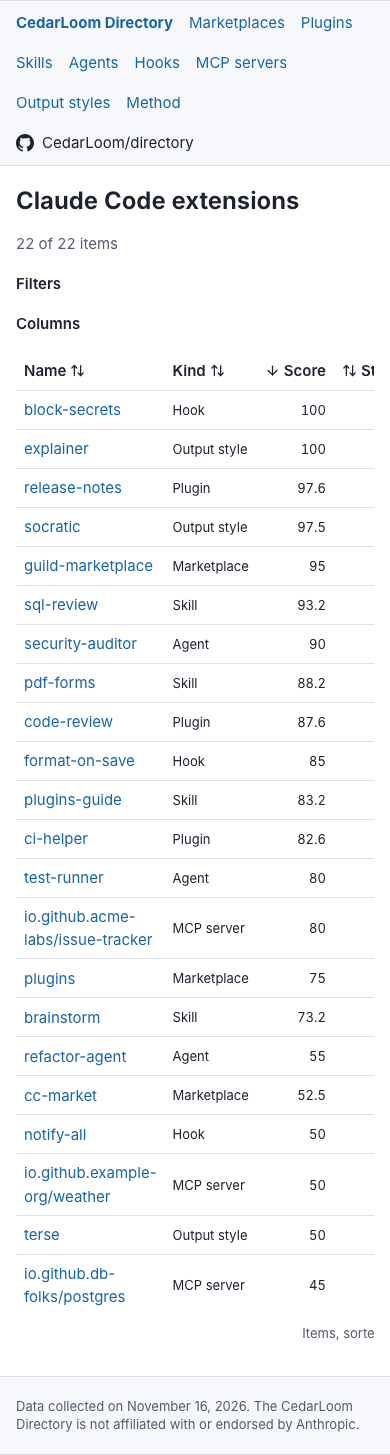 CedarLoom Directory Marketplaces Plugins
Skills Agents Hooks MCP servers
Output styles Method
CedarLoom/directory
Claude Code extensions
22 of 22 items
Filters
Columns
Name ↑↓ Kind ↑↓ ↓ Score ↑↓ St
block-secrets Hook 100
explainer Output style 100
release-notes Plugin 97.6
socratic Output style 97.5
guild-marketplace Marketplace 95
sql-review Skill 93.2
security-auditor Agent 90
pdf-forms Skill 88.2
code-review Plugin 87.6
format-on-save Hook 85
plugins-guide Skill 83.2
ci-helper Plugin 82.6
test-runner Agent 80
io.github.acme-
labs/issue-tracker MCP server 80
plugins Marketplace 75
brainstorm Skill 73.2
refactor-agent Agent 55
cc-market Marketplace 52.5
notify-all Hook 50
io.github.example-
org/weather MCP server 50
terse Output style 50
io.github.db-
folks/postgres MCP server 45
Items, sorte
Data collected on November 16, 2026. The CedarLoom
Directory is not affiliated with or endorsed by Anthropic.